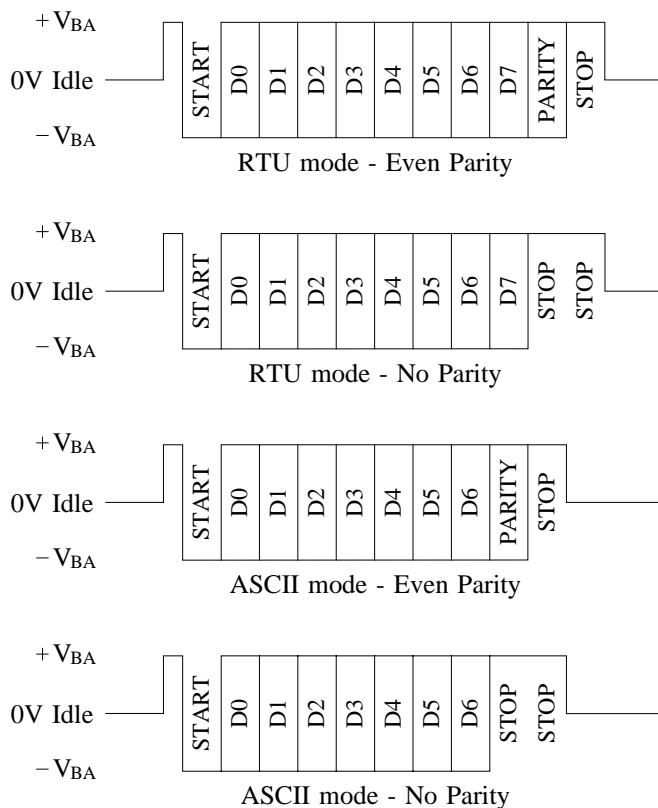 + V_BA
0V Idle
− V_BA
START D0 D1 D2 D3 D4 D5 D6 D7 PARITY STOP
RTU mode - Even Parity
+ V_BA
0V Idle
− V_BA
START D0 D1 D2 D3 D4 D5 D6 D7 STOP STOP
RTU mode - No Parity
+ V_BA
0V Idle
− V_BA
START D0 D1 D2 D3 D4 D5 D6 PARITY STOP
ASCII mode - Even Parity
+ V_BA
0V Idle
− V_BA
START D0 D1 D2 D3 D4 D5 D6 STOP STOP
ASCII mode - No Parity